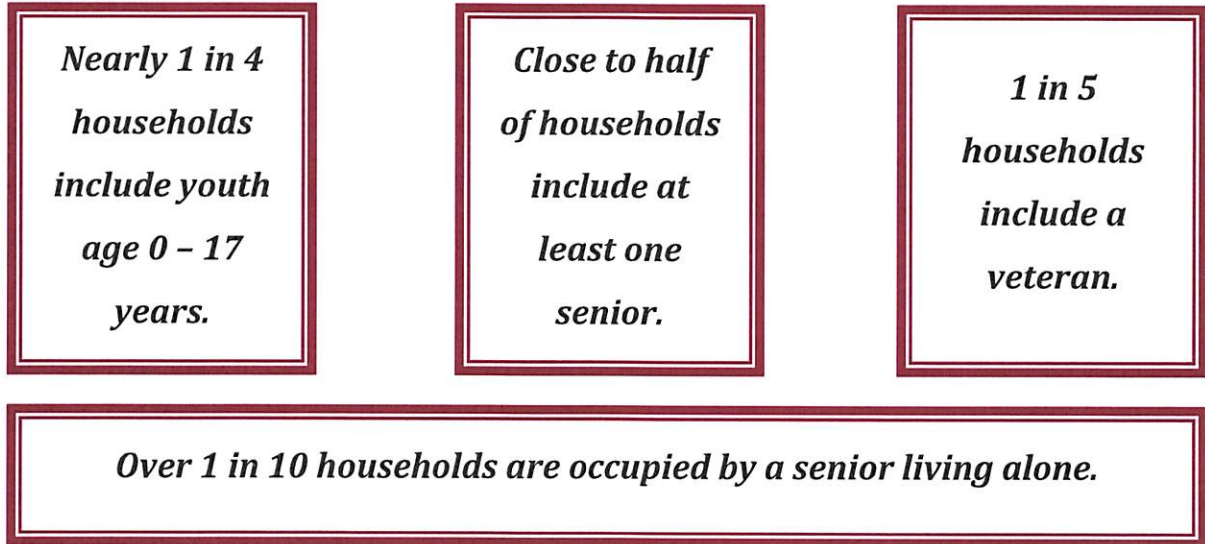 Nearly 1 in 4
households
include youth
age 0 – 17
years.
Close to half
of households
include at
least one
senior.
1 in 5
households
include a
veteran.
Over 1 in 10 households are occupied by a senior living alone.